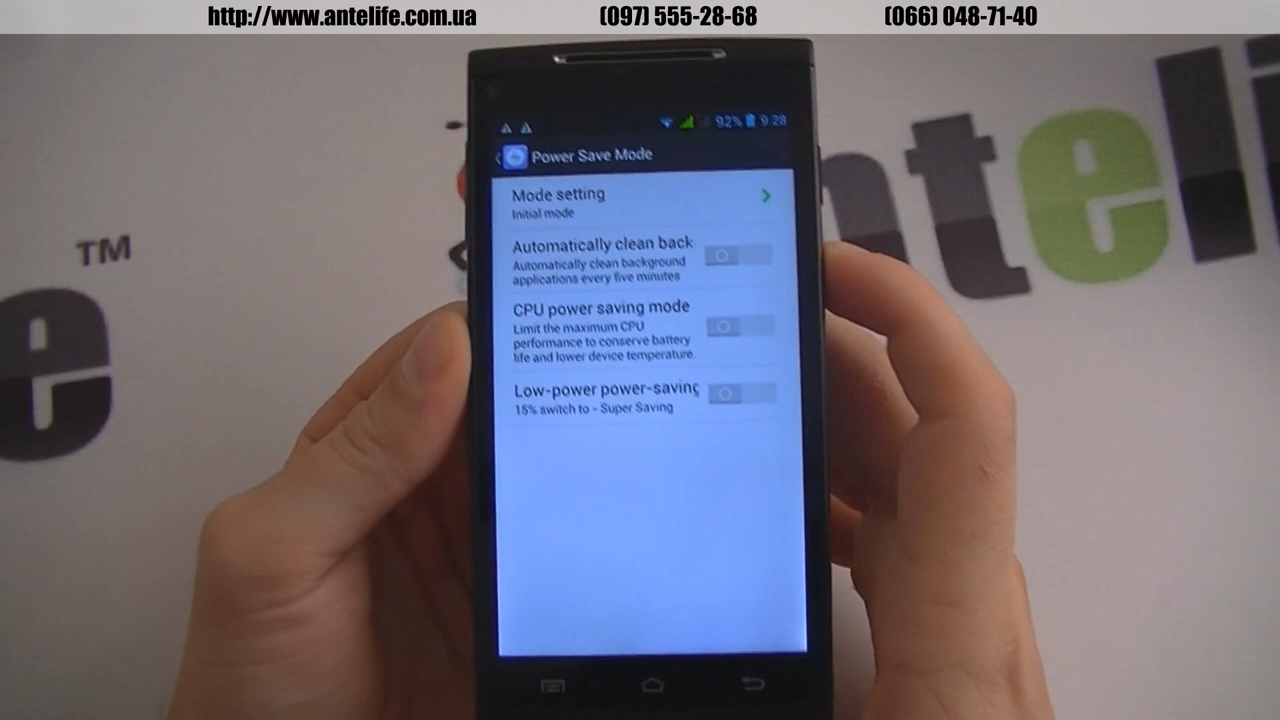 http://www.antelife.com.ua (097) 555-28-68 (066) 048-71-40
92% 9:28
Power Save Mode
TM
Mode setting
Initial mode
Automatically clean back
Automatically clean background
applications every five minutes
CPU power saving mode
Limit the maximum CPU
performance to conserve battery
life and lower device temperature.
Low-power power-saving
15% switch to - Super Saving
e
nteli